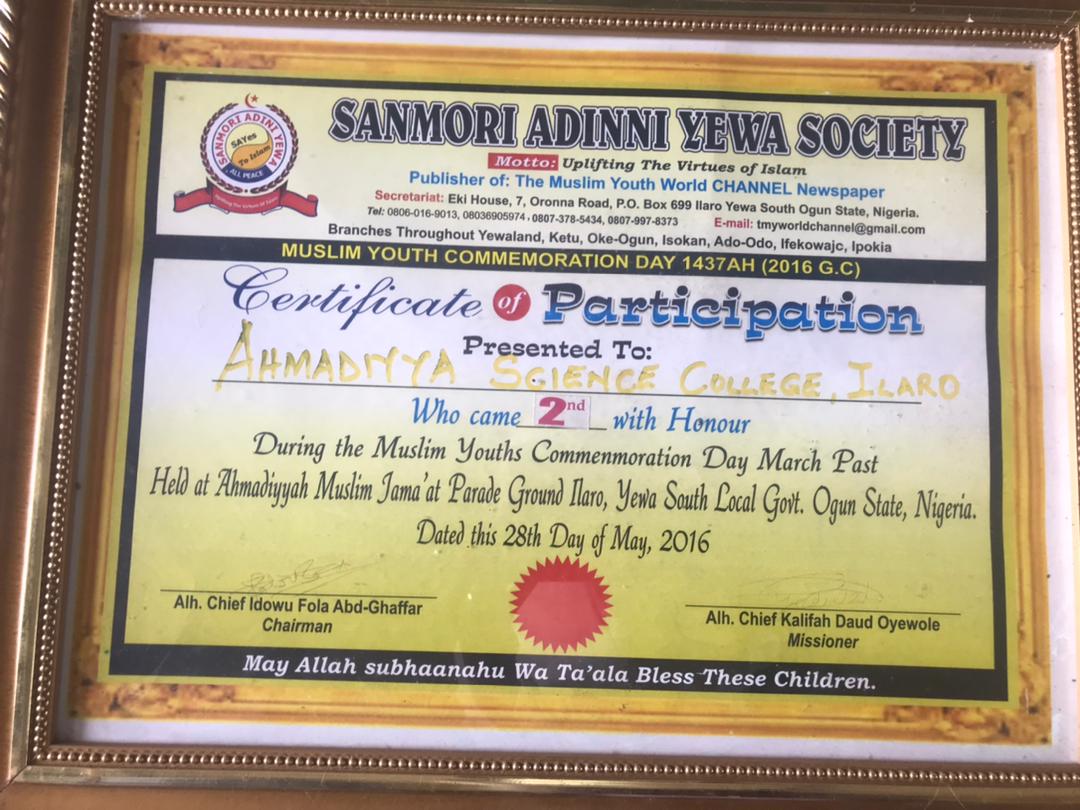 SANMORI ADINI YEWA
SAYes
To Islam
ALL PEACE
Uplifting The Virtues of Islam
SANMORI ADINNI YEWA SOCIETY
Motto: Uplifting The Virtues of Islam
Publisher of: The Muslim Youth World CHANNEL Newspaper
Secretariat: Eki House, 7, Oronna Road, P.O. Box 699 Ilaro Yewa South Ogun State, Nigeria.
Tel: 0806-016-9013, 08036905974, 0807-378-5434, 0807-997-8373 E-mail: tmyworldchannel@gmail.com
Branches Throughout Yewaland, Ketu, Oke-Ogun, Isokan, Ado-Odo, Ifekowajc, Ipokia
MUSLIM YOUTH COMMEMORATION DAY 1437AH (2016 G.C)
Certificate of Participation
Presented To:
AHMADIYYA SCIENCE COLLEGE, ILARO
Who came 2nd with Honour
During the Muslim Youths Commenmoration Day March Past
Held at Ahmadiyyah Muslim Jama'at Parade Ground Ilaro, Yewa South Local Govt. Ogun State, Nigeria.
Dated this 28th Day of May, 2016
Alh. Chief Idowu Fola Abd-Ghaffar
Chairman
Alh. Chief Kalifah Daud Oyewole
Missioner
May Allah subhaanahu Wa Ta'ala Bless These Children.